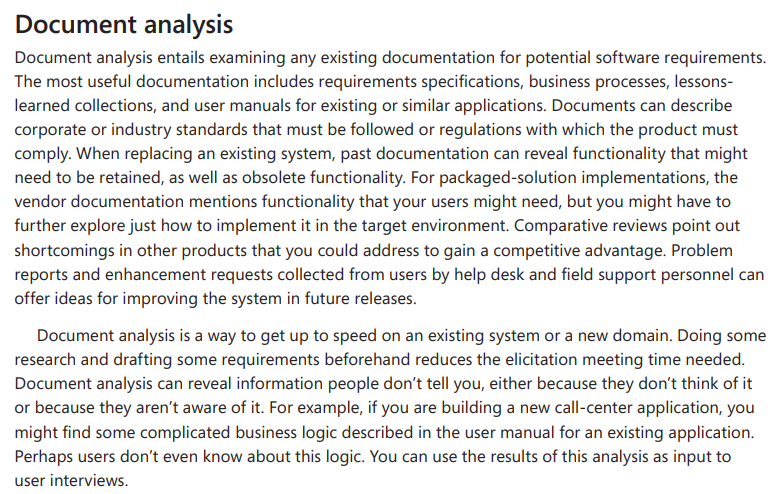 Document analysis
Document analysis entails examining any existing documentation for potential software requirements.
The most useful documentation includes requirements specifications, business processes, lessons-
learned collections, and user manuals for existing or similar applications. Documents can describe
corporate or industry standards that must be followed or regulations with which the product must
comply. When replacing an existing system, past documentation can reveal functionality that might
need to be retained, as well as obsolete functionality. For packaged-solution implementations, the
vendor documentation mentions functionality that your users might need, but you might have to
further explore just how to implement it in the target environment. Comparative reviews point out
shortcomings in other products that you could address to gain a competitive advantage. Problem
reports and enhancement requests collected from users by help desk and field support personnel can
offer ideas for improving the system in future releases.
Document analysis is a way to get up to speed on an existing system or a new domain. Doing some
research and drafting some requirements beforehand reduces the elicitation meeting time needed.
Document analysis can reveal information people don’t tell you, either because they don’t think of it
or because they aren’t aware of it. For example, if you are building a new call-center application, you
might find some complicated business logic described in the user manual for an existing application.
Perhaps users don’t even know about this logic. You can use the results of this analysis as input to
user interviews.